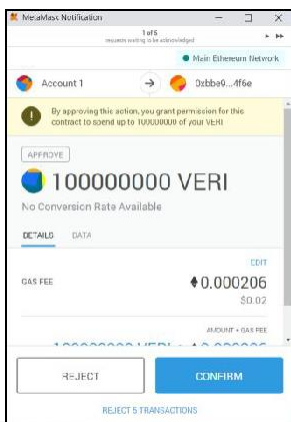 MetaMask Notification
1 of 5
requests waiting to be acknowledged
Main Ethereum Network
Account 1
0xbbe9...4f6e
By approving this action, you grant permission for this
contract to spend up to 100000000 of your VERI
APPROVE
100000000 VERI
No Conversion Rate Available
DETAILS DATA
EDIT
GAS FEE
0.000206
$0.02
AMOUNT + GAS FEE
REJECT
CONFIRM
REJECT 5 TRANSACTIONS